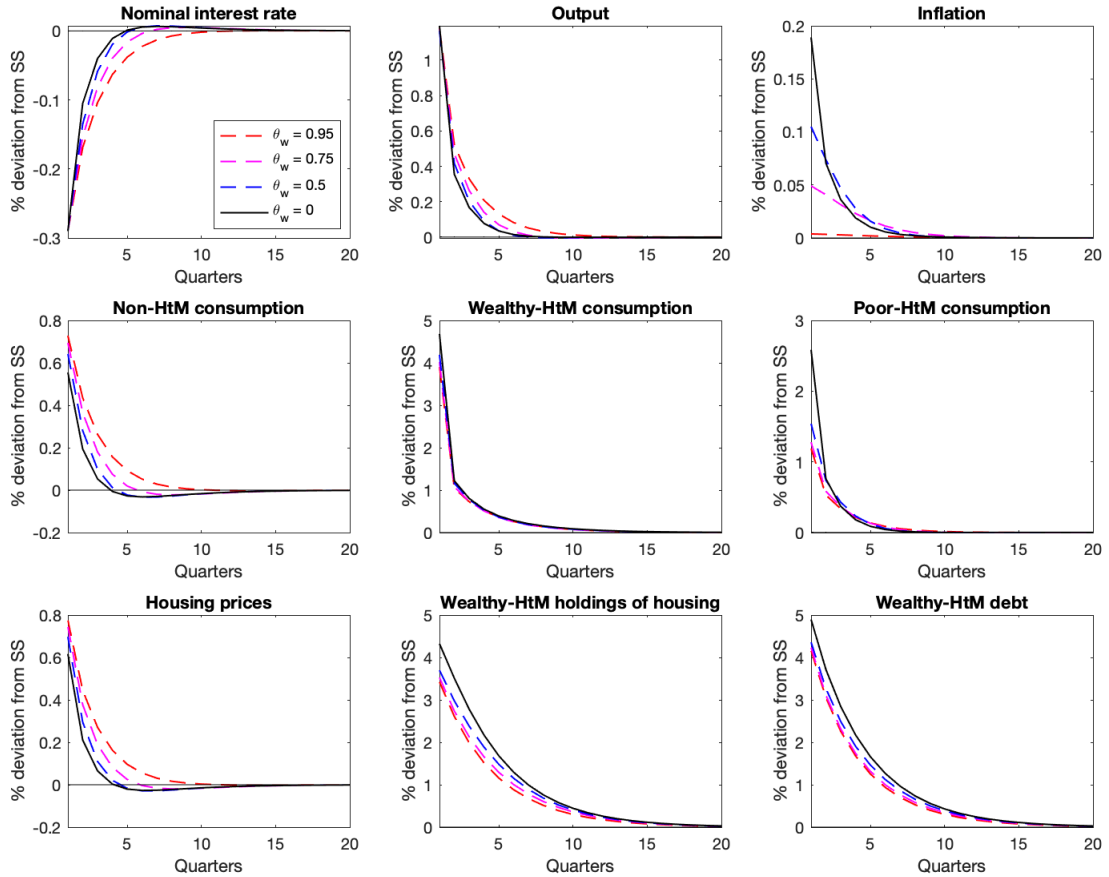 Nominal interest rate
% deviation from SS
0
-0.1
-0.2
-0.3
θw = 0.95
θw = 0.75
θw = 0.5
θw = 0
5 10 15 20
Quarters
Output
% deviation from SS
1
0.8
0.6
0.4
0.2
0
5 10 15 20
Quarters
Inflation
% deviation from SS
0.2
0.15
0.1
0.05
0
5 10 15 20
Quarters
Non-HtM consumption
% deviation from SS
0.8
0.6
0.4
0.2
0
-0.2
5 10 15 20
Quarters
Wealthy-HtM consumption
% deviation from SS
5
4
3
2
1
0
5 10 15 20
Quarters
Poor-HtM consumption
% deviation from SS
3
2
1
0
5 10 15 20
Quarters
Housing prices
% deviation from SS
0.8
0.6
0.4
0.2
0
-0.2
5 10 15 20
Quarters
Wealthy-HtM holdings of housing
% deviation from SS
5
4
3
2
1
0
5 10 15 20
Quarters
Wealthy-HtM debt
% deviation from SS
5
4
3
2
1
0
5 10 15 20
Quarters